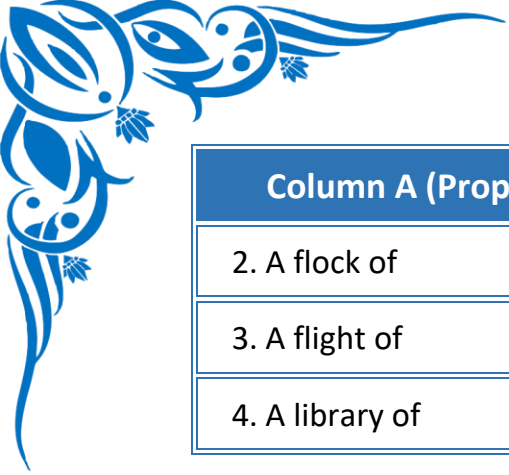 Column A (Prop
2. A flock of
3. A flight of
4. A library of